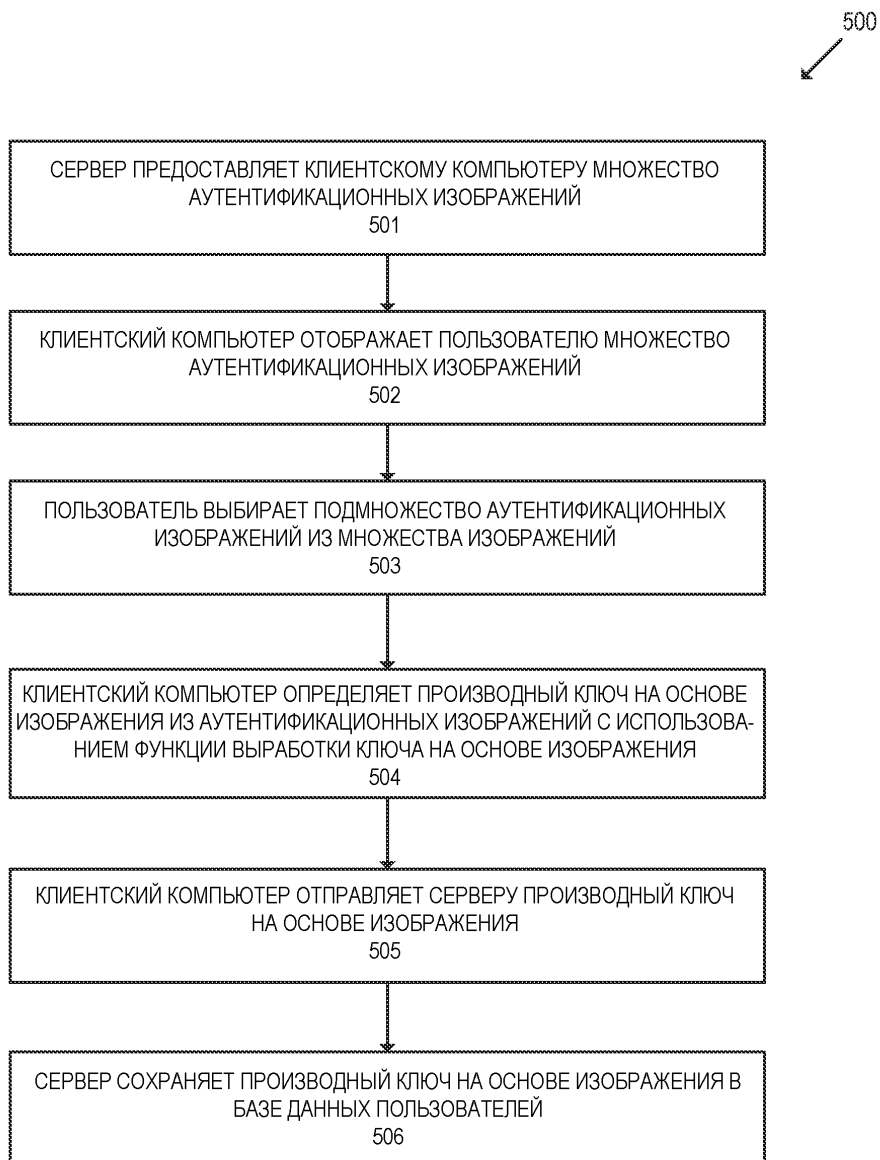 500
СЕРВЕР ПРЕДОСТАВЛЯЕТ КЛИЕНТСКОМУ КОМПЬЮТЕРУ МНОЖЕСТВО
АУТЕНТИФИКАЦИОННЫХ ИЗОБРАЖЕНИЙ
501
КЛИЕНТСКИЙ КОМПЬЮТЕР ОТОБРАЖАЕТ ПОЛЬЗОВАТЕЛЮ МНОЖЕСТВО
АУТЕНТИФИКАЦИОННЫХ ИЗОБРАЖЕНИЙ
502
ПОЛЬЗОВАТЕЛЬ ВЫБИРАЕТ ПОДМНОЖЕСТВО АУТЕНТИФИКАЦИОННЫХ
ИЗОБРАЖЕНИЙ ИЗ МНОЖЕСТВА ИЗОБРАЖЕНИЙ
503
КЛИЕНТСКИЙ КОМПЬЮТЕР ОПРЕДЕЛЯЕТ ПРОИЗВОДНЫЙ КЛЮЧ НА ОСНОВЕ
ИЗОБРАЖЕНИЯ ИЗ АУТЕНТИФИКАЦИОННЫХ ИЗОБРАЖЕНИЙ С ИСПОЛЬЗОВА-
НИЕМ ФУНКЦИИ ВЫРАБОТКИ КЛЮЧА НА ОСНОВЕ ИЗОБРАЖЕНИЯ
504
КЛИЕНТСКИЙ КОМПЬЮТЕР ОТПРАВЛЯЕТ СЕРВЕРУ ПРОИЗВОДНЫЙ КЛЮЧ
НА ОСНОВЕ ИЗОБРАЖЕНИЯ
505
СЕРВЕР СОХРАНЯЕТ ПРОИЗВОДНЫЙ КЛЮЧ НА ОСНОВЕ ИЗОБРАЖЕНИЯ В
БАЗЕ ДАННЫХ ПОЛЬЗОВАТЕЛЕЙ
506